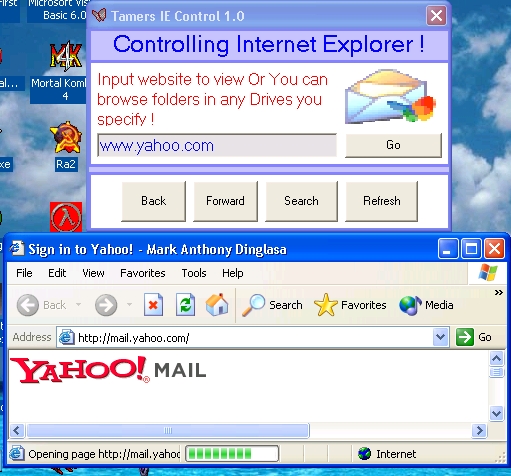 First
Microsoft Vis
Basic 6.0
al...
Mortal Komb
4
xe
Ra2
Tamers IE Control 1.0
Controlling Internet Explorer !
Input website to view Or You can
browse folders in any Drives you
specify !
www.yahoo.com
Go
Back
Forward
Search
Refresh
Sign in to Yahoo! - Mark Anthony Dinglasa
File Edit View Favorites Tools Help
Back Search Favorites Media »
Address http://mail.yahoo.com/ Go
YAHOO! MAIL
Opening page http://mail.yahoo Internet